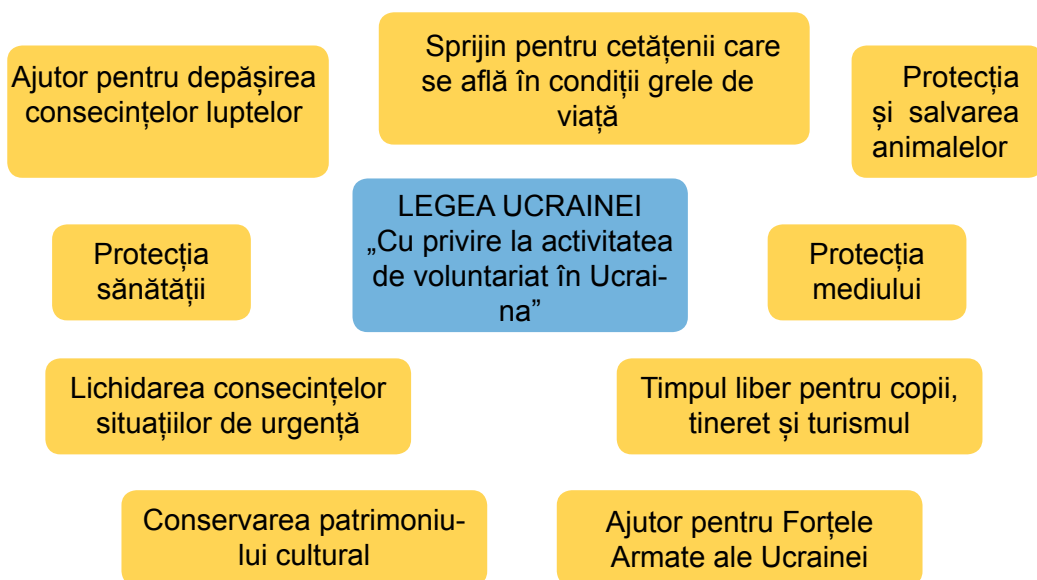 Ajutor pentru depășirea
consecințelor luptelor
Sprijin pentru cetățenii care
se află în condiții grele de
viață
Protecția
și salvarea
animalelor
LEGEA UCRAINEI
„Cu privire la activitatea
de voluntariat în Ucrai-
na”
Protecția
sănătății
Protecția
mediului
Lichidarea consecințelor
situațiilor de urgență
Timpul liber pentru copii,
tineret și turismul
Conservarea patrimoniu-
lui cultural
Ajutor pentru Forțele
Armate ale Ucrainei